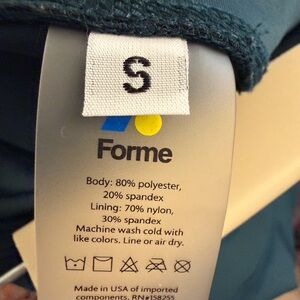 S
Forme
Body: 80% polyester,
20% spandex
Lining: 70% nylon,
30% spandex
Machine wash cold with
like colors. Line or air dry.
Made in USA of imported
components. RN#158255